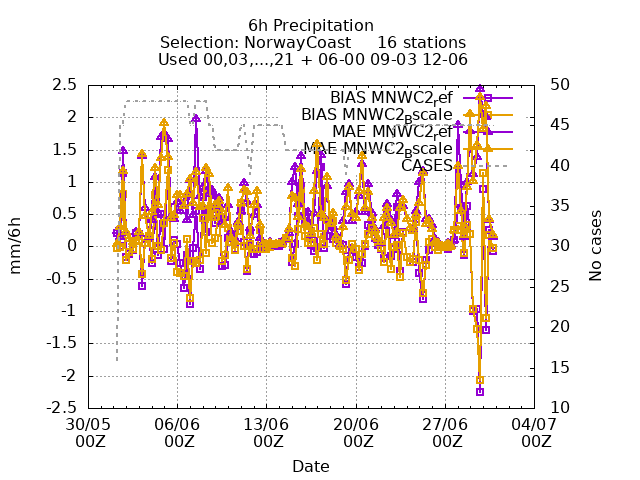 6h Precipitation
Selection: NorwayCoast 16 stations
Used 00,03,...,21 + 06-00 09-03 12-06
BIAS MNWC2_ref
BIAS MNWC2_Bscale
MAE MNWC2_ref
MAE MNWC2_Bscale
CASES
mm/6h
2.5
2
1.5
1
0.5
0
-0.5
-1
-1.5
-2
-2.5
No cases
50
45
40
35
30
25
20
15
10
30/05 06/06 13/06 20/06 27/06 04/07
00Z 00Z 00Z 00Z 00Z 00Z
Date